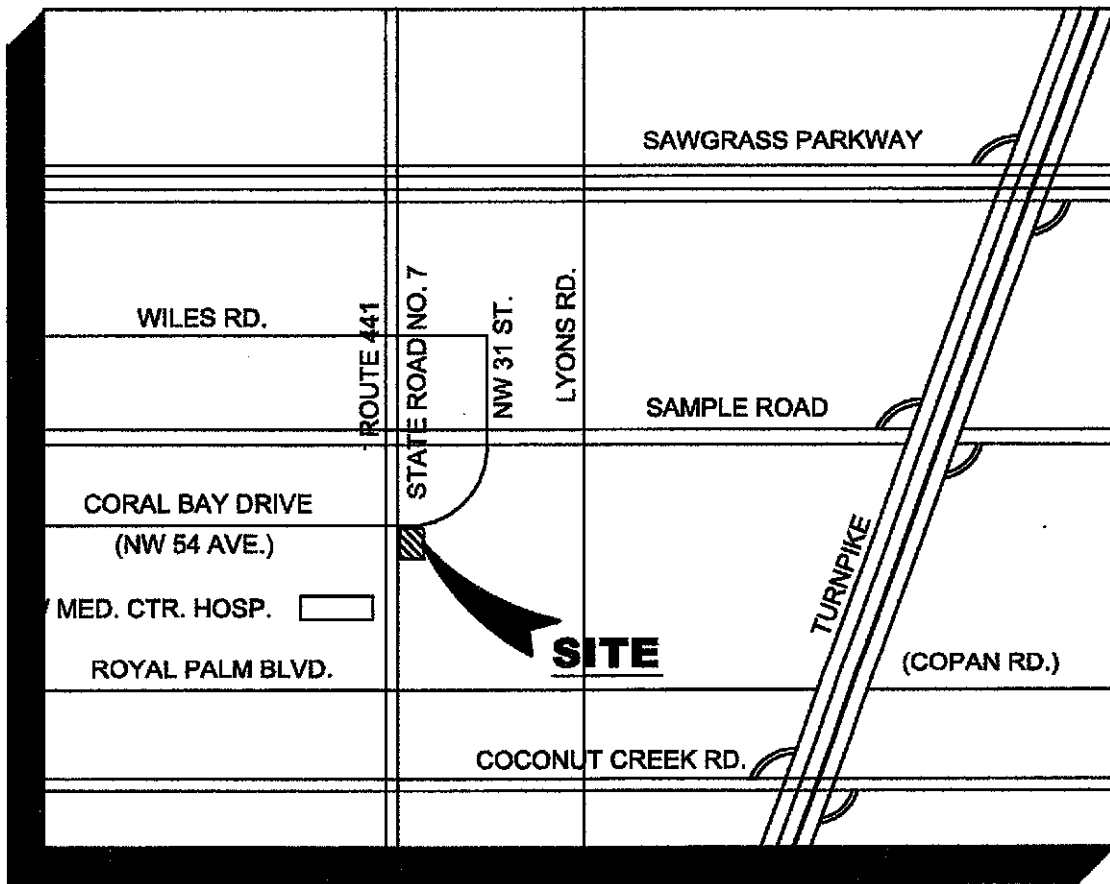 SAWGRASS PARKWAY
WILES RD.
ROUTE 441
STATE ROAD NO. 7
NW 31 ST.
LYONS RD.
SAMPLE ROAD
CORAL BAY DRIVE
(NW 54 AVE.)
TURNPIKE
MED. CTR. HOSP.
SITE
ROYAL PALM BLVD.
(COPAN RD.)
COCONUT CREEK RD.